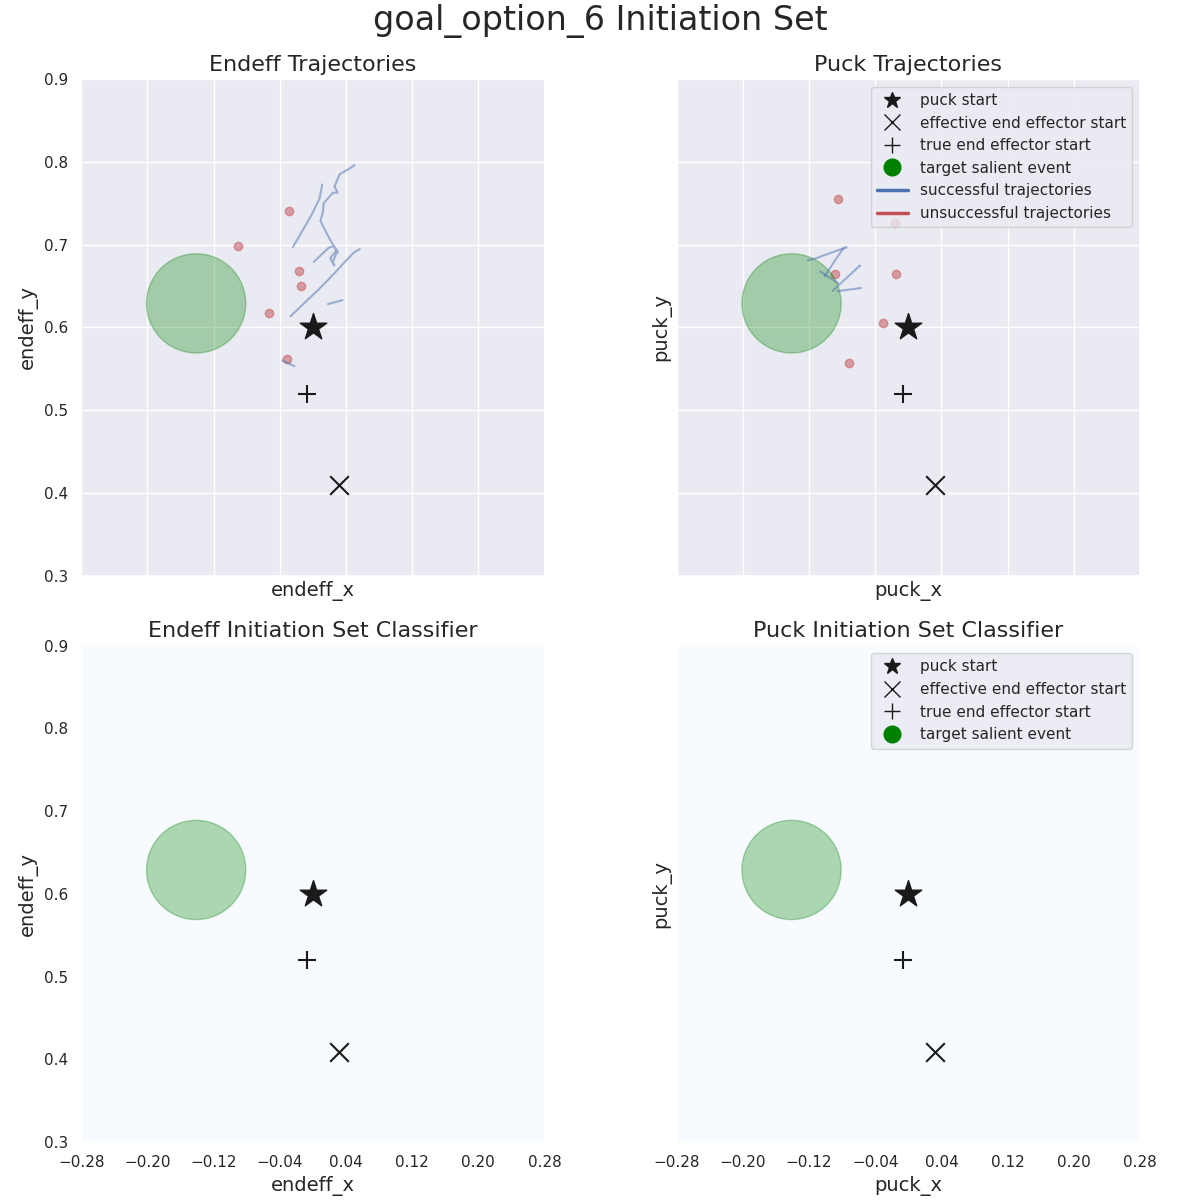 goal_option_6 Initiation Set
Endeff Trajectories
0.9
0.8
0.7
0.6
0.5
0.4
0.3
endeff_y
endeff_x
Puck Trajectories
puck start
effective end effector start
true end effector start
target salient event
successful trajectories
unsuccessful trajectories
puck_y
puck_x
Endeff Initiation Set Classifier
0.9
0.8
0.7
0.6
0.5
0.4
0.3
endeff_y
−0.28 −0.20 −0.12 −0.04 0.04 0.12 0.20 0.28
endeff_x
Puck Initiation Set Classifier
puck start
effective end effector start
true end effector start
target salient event
puck_y
−0.28 −0.20 −0.12 −0.04 0.04 0.12 0.20 0.28
puck_x